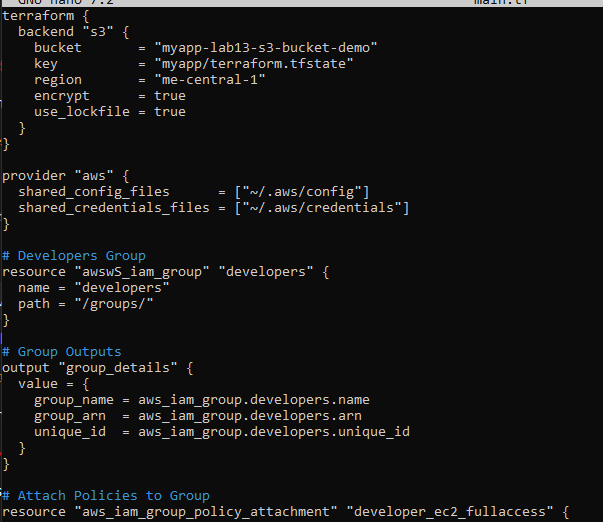 GNU nano 7.2 main.tf
terraform {
  backend "s3" {
    bucket       = "myapp-lab13-s3-bucket-demo"
    key          = "myapp/terraform.tfstate"
    region       = "me-central-1"
    encrypt      = true
    use_lockfile = true
  }
}

provider "aws" {
  shared_config_files      = ["~/.aws/config"]
  shared_credentials_files = ["~/.aws/credentials"]
}

# Developers Group
resource "awswS_iam_group" "developers" {
  name = "developers"
  path = "/groups/"
}

# Group Outputs
output "group_details" {
  value = {
    group_name = aws_iam_group.developers.name
    group_arn  = aws_iam_group.developers.arn
    unique_id  = aws_iam_group.developers.unique_id
  }
}

# Attach Policies to Group
resource "aws_iam_group_policy_attachment" "developer_ec2_fullaccess" {